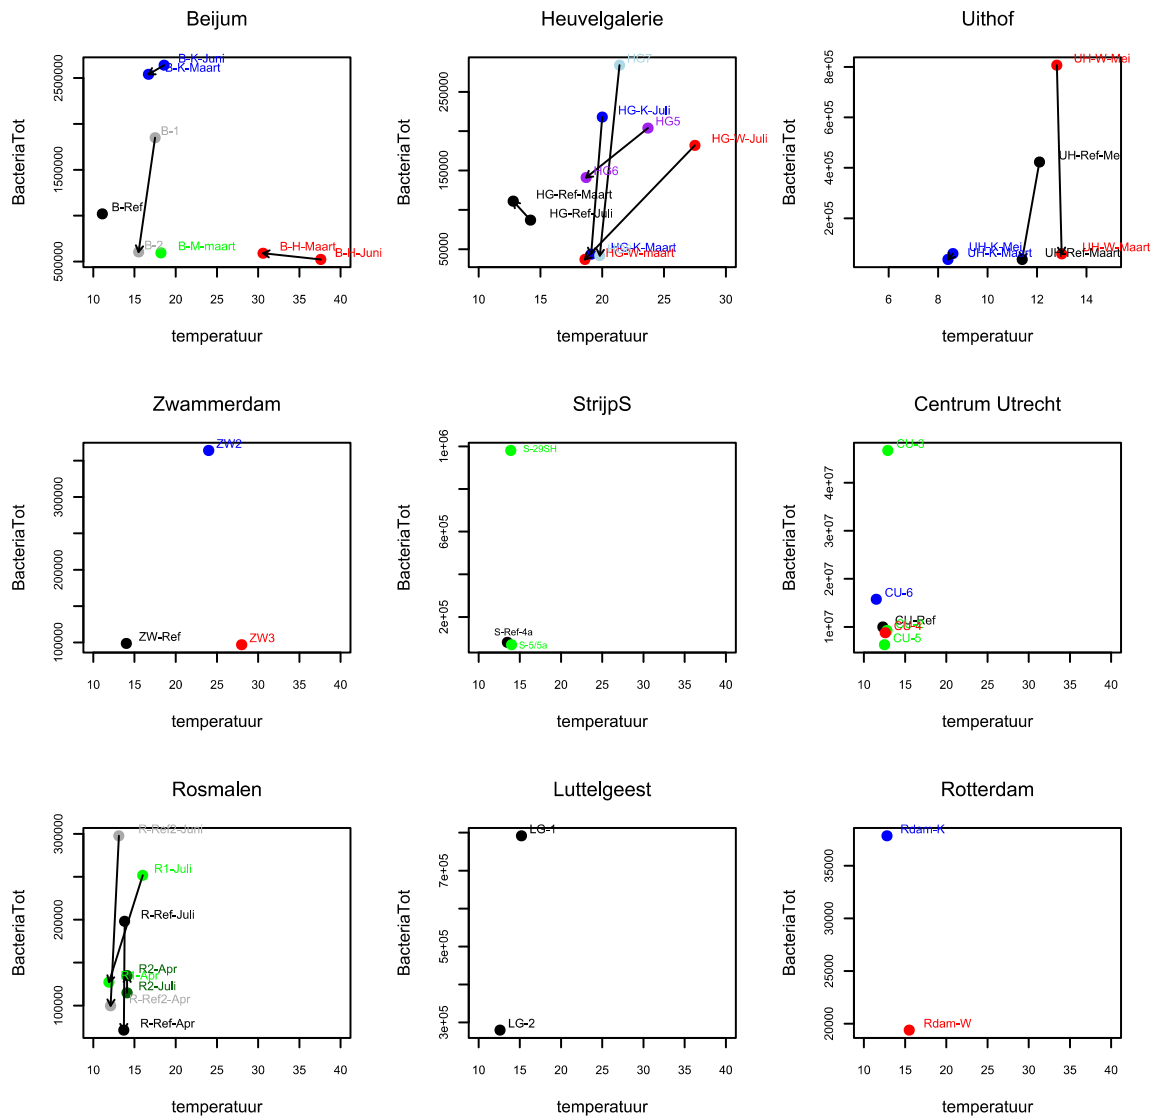 Beijum
BacteriaTot
500000
1500000
2500000
B-K-Juni
B-K-Maart
B-1
B-Ref
B-2
B-M-maart
B-H-Maart
B-H-Juni
10 15 20 25 30 35 40
temperatuur
Heuvelgalerie
BacteriaTot
50000
150000
250000
HG7
HG-K-Juli
HG5
HG-W-Juli
HG6
HG-Ref-Maart
HG-Ref-Juli
HG-K-Maart
HG-W-maart
10 15 20 25 30
temperatuur
Uithof
BacteriaTot
2e+05
4e+05
6e+05
8e+05
UH-W-Mei
UH-Ref-Mei
UH-K-Mei
UH-K-Maart
UH-Ref-Maart
UH-W-Maart
6 8 10 12 14
temperatuur
Zwammerdam
BacteriaTot
100000
200000
300000
ZW2
ZW-Ref
ZW3
10 15 20 25 30 35 40
temperatuur
StrijpS
BacteriaTot
2e+05
6e+05
1e+06
S-29SH
S-Ref-4a
S-5/5a
10 15 20 25 30 35 40
temperatuur
Centrum Utrecht
BacteriaTot
1e+07
2e+07
3e+07
4e+07
CU-3
CU-6
CU-Ref
CU-4
CU-5
10 15 20 25 30 35 40
temperatuur
Rosmalen
BacteriaTot
100000
200000
300000
R-Ref2-Juni
R1-Juli
R-Ref-Juli
R2-Apr
R1-Apr
R2-Juli
R-Ref2-Apr
R-Ref-Apr
10 15 20 25 30 35 40
temperatuur
Luttelgeest
BacteriaTot
3e+05
5e+05
7e+05
LG-1
LG-2
10 15 20 25 30 35 40
temperatuur
Rotterdam
BacteriaTot
20000
25000
30000
35000
Rdam-K
Rdam-W
10 15 20 25 30 35 40
temperatuur